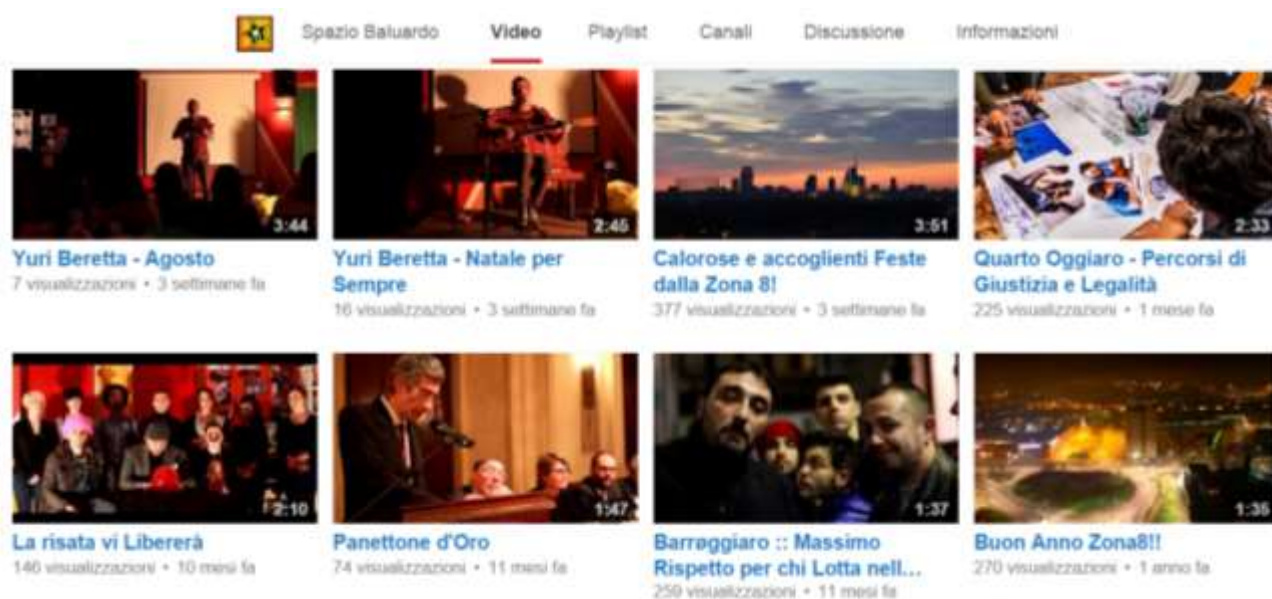 Spazio Baluardo Video Playlist Canali Discussione Informazioni
3:44
2:45
3:51
2:33
Yuri Beretta - Agosto
7 visualizzazioni • 3 settimane fa
Yuri Beretta - Natale per
Sempre
16 visualizzazioni • 3 settimane fa
Calorose e accoglienti Feste
dalla Zona 8!
377 visualizzazioni • 3 settimane fa
Quarto Oggiaro - Percorsi di
Giustizia e Legalità
225 visualizzazioni • 1 mese fa
2:10
1:47
1:37
1:35
La risata vi Libererà
146 visualizzazioni • 10 mesi fa
Panettone d'Oro
74 visualizzazioni • 11 mesi fa
Barrøggiaro :: Massimo
Rispetto per chi Lotta nell...
259 visualizzazioni • 11 mesi fa
Buon Anno Zona8!!
270 visualizzazioni • 1 anno fa